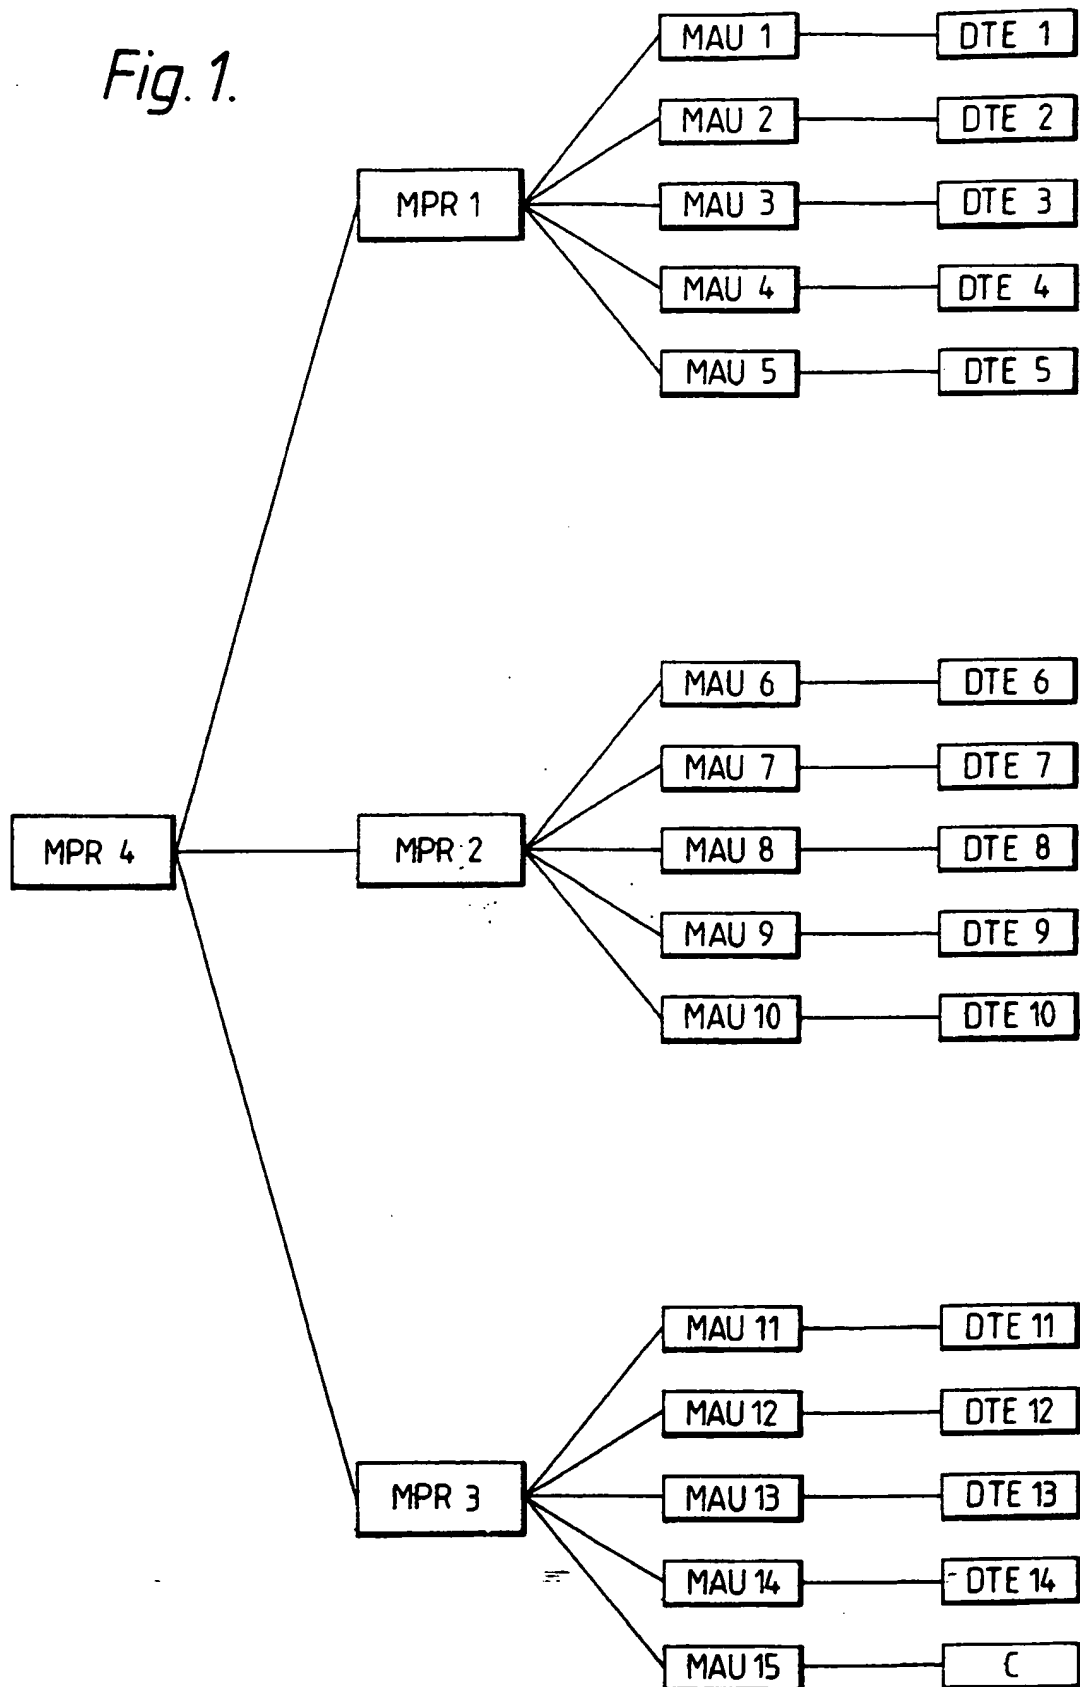 Fig. 1.
MAU 1 DTE 1
MAU 2 DTE 2
MPR 1 MAU 3 DTE 3
MAU 4 DTE 4
MAU 5 DTE 5
MAU 6 DTE 6
MAU 7 DTE 7
MPR 4 MPR 2 MAU 8 DTE 8
MAU 9 DTE 9
MAU 10 DTE 10
MAU 11 DTE 11
MAU 12 DTE 12
MPR 3 MAU 13 DTE 13
MAU 14 DTE 14
MAU 15 C